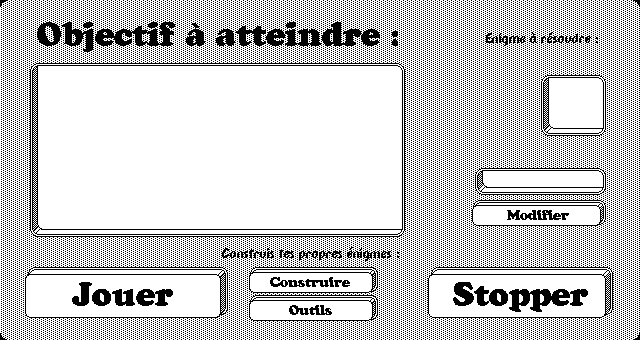 Objectif à atteindre :
Enigme à résoudre :
Modifier
Construis tes propres énigmes :
Jouer
Construire
Outils
Stopper